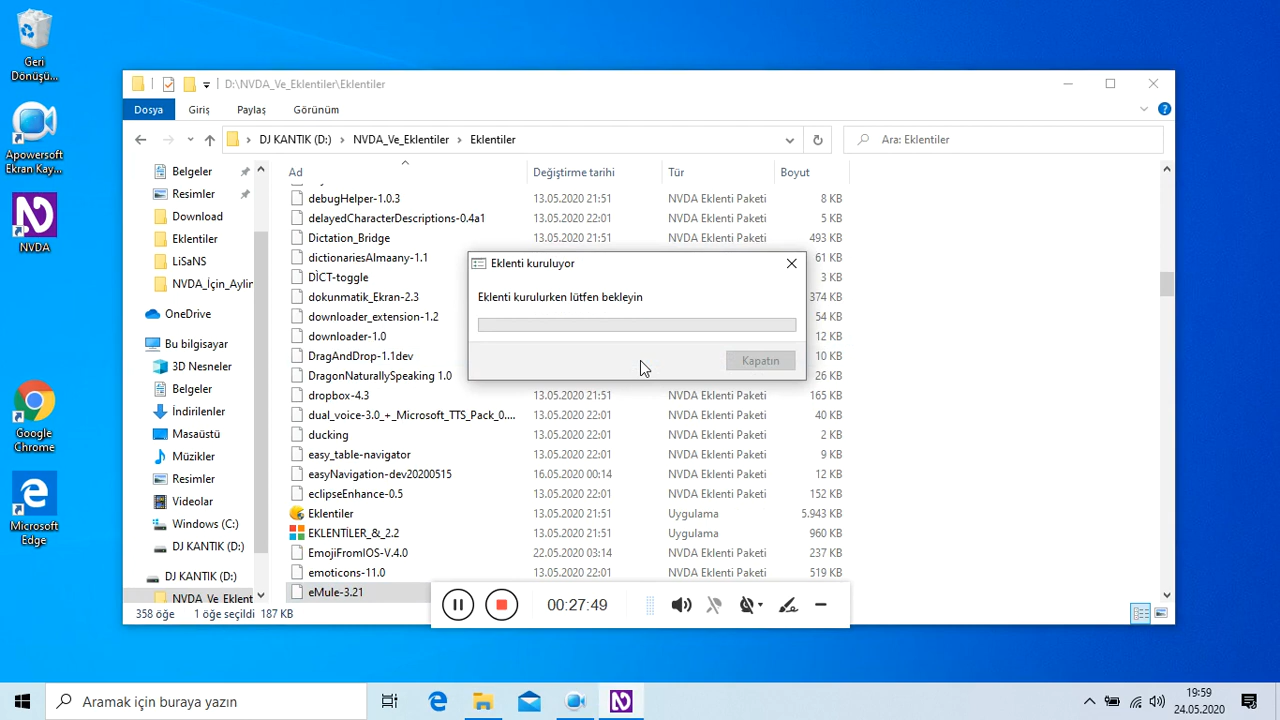 Geri
Dönüşü...
Apowersoft
Ekran Kay...
NVDA
Google
Chrome
Microsoft
Edge
D:\NVDA_Ve_Eklentiler\Eklentiler
Dosya Giriş Paylaş Görünüm
DJ KANTIK (D:) NVDA_Ve_Eklentiler Eklentiler
Ara: Eklentiler
Belgeler
Resimler
Download
Eklentiler
LiSaNS
NVDA_İçin_Aylin
OneDrive
Bu bilgisayar
3D Nesneler
Belgeler
İndirilenler
Masaüstü
Müzikler
Resimler
Videolar
Windows (C:)
DJ KANTIK (D:)
DJ KANTIK (D:)
NVDA_Ve_Eklent
Ad Değiştirme tarihi Tür Boyut
debugHelper-1.0.3 13.05.2020 21:51 NVDA Eklenti Paketi 8 KB
delayedCharacterDescriptions-0.4a1 13.05.2020 22:01 NVDA Eklenti Paketi 5 KB
Dictation_Bridge 13.05.2020 21:51 NVDA Eklenti Paketi 493 KB
dictionariesAlmaany-1.1 61 KB
DİCT-toggle 3 KB
dokunmatik_Ekran-2.3 374 KB
downloader_extension-1.2 54 KB
downloader-1.0 12 KB
DragAndDrop-1.1dev 10 KB
DragonNaturallySpeaking 1.0 26 KB
dropbox-4.3 13.05.2020 21:51 NVDA Eklenti Paketi 165 KB
dual_voice-3.0_+_Microsoft_TTS_Pack_0.... 13.05.2020 22:01 NVDA Eklenti Paketi 40 KB
ducking 13.05.2020 22:01 NVDA Eklenti Paketi 2 KB
easy_table-navigator 13.05.2020 22:01 NVDA Eklenti Paketi 9 KB
easyNavigation-dev20200515 16.05.2020 00:14 NVDA Eklenti Paketi 12 KB
eclipseEnhance-0.5 13.05.2020 22:01 NVDA Eklenti Paketi 152 KB
Eklentiler 13.05.2020 21:51 Uygulama 5.943 KB
EKLENTİLER_&_2.2 13.05.2020 21:51 Uygulama 960 KB
EmojiFromIOS-V.4.0 22.05.2020 03:14 NVDA Eklenti Paketi 237 KB
emoticons-11.0 13.05.2020 22:01 NVDA Eklenti Paketi 519 KB
eMule-3.21
Eklenti kuruluyor
Eklenti kurulurken lütfen bekleyin
Kapatın
00:27:49
358 öğe 1 öğe seçildi 187 KB
Aramak için buraya yazın
19:59
24.05.2020